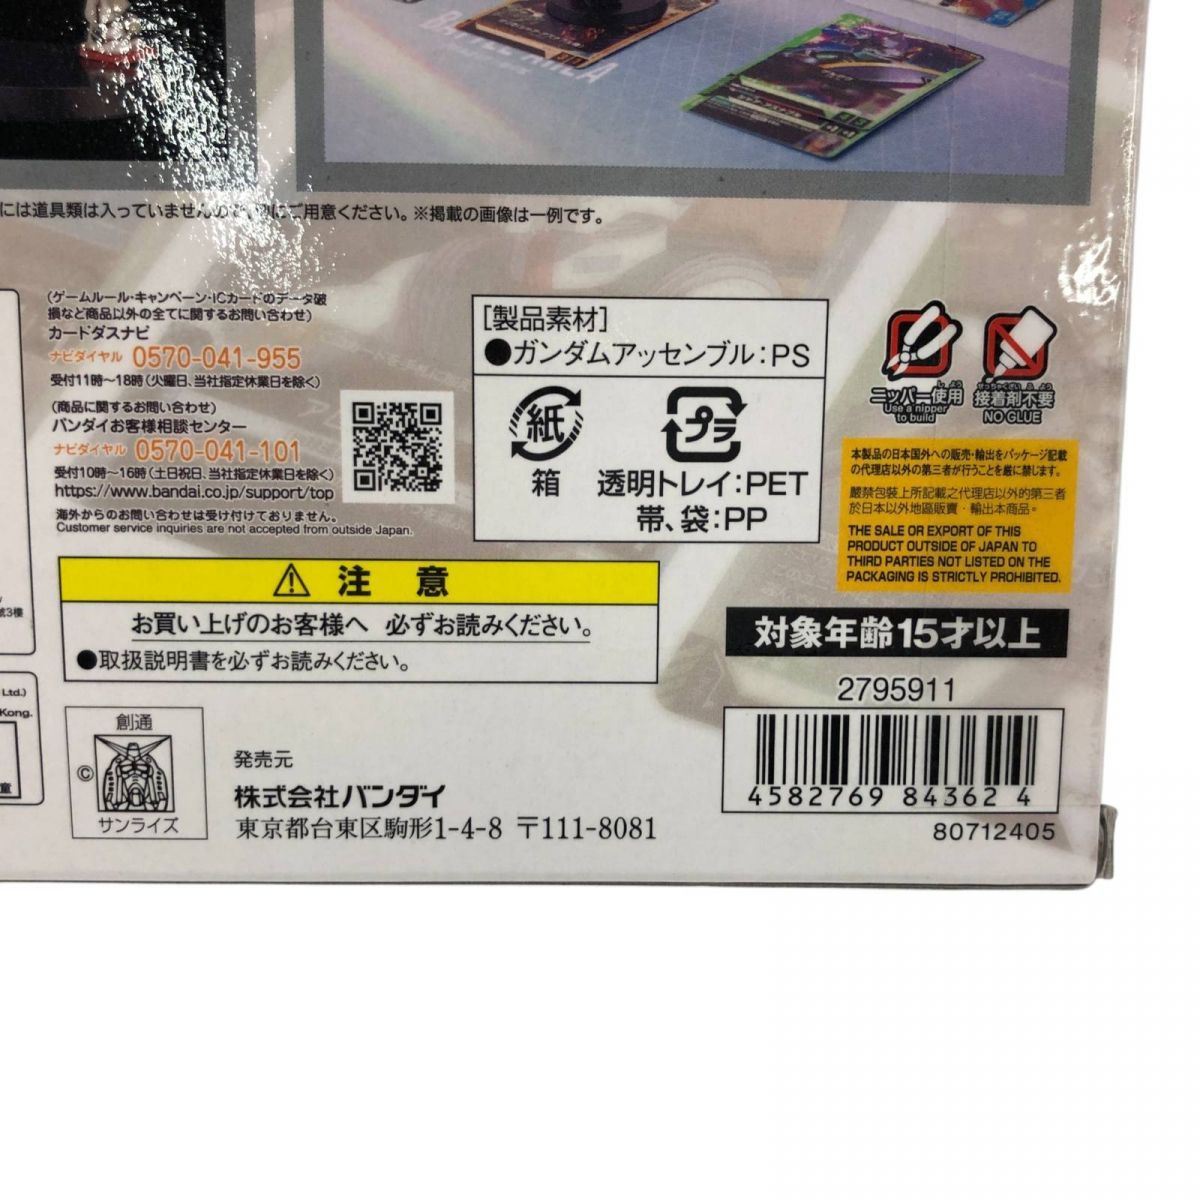 には道具類は入っていませんので
にご用意ください。※掲載の画像は一例です。
(ゲームルール・キャンペーン・ICカードのデータ破
損など商品以外の全てに関するお問い合わせ)
カードダスナビ
ナビダイヤル 0570-041-955
受付11時〜18時(火曜日、当社指定休業日を除く)
(商品に関するお問い合わせ)
バンダイお客様相談センター
ナビダイヤル 0570-041-101
受付10時〜16時(土日祝日、当社指定休業日を除く)
https://www.bandai.co.jp/support/top
海外からのお問い合わせは受け付けておりません。
Customer service inquiries are not accepted from outside Japan.
[製品素材]
●ガンダムアッセンブル:PS
紙
箱
プラ
透明トレイ:PET
帯、袋:PP
ニッパー使用
しよう
Use a nipper
to build
せっちゃくざいふよう
接着剤不要
NO GLUE
本製品の日本国外への販売・輸出をパッケージ記載
の代理店以外の第三者が行うことを厳に禁じます。
嚴禁包裝上所記載之代理店以外的第三者
於日本以外地區販賣・輸出本商品。
THE SALE OR EXPORT OF THIS
PRODUCT OUTSIDE OF JAPAN TO
THIRD PARTIES NOT LISTED ON THE
PACKAGING IS STRICTLY PROHIBITED.
⚠ 注意
お買い上げのお客様へ 必ずお読みください。
●取扱説明書を必ずお読みください。
対象年齢15才以上
2795911
4582769 84362 4
80712405
號3樓
Ltd.)
Kong.
童
創通
©
サンライズ
発売元
株式会社バンダイ
東京都台東区駒形1-4-8 〒111-8081